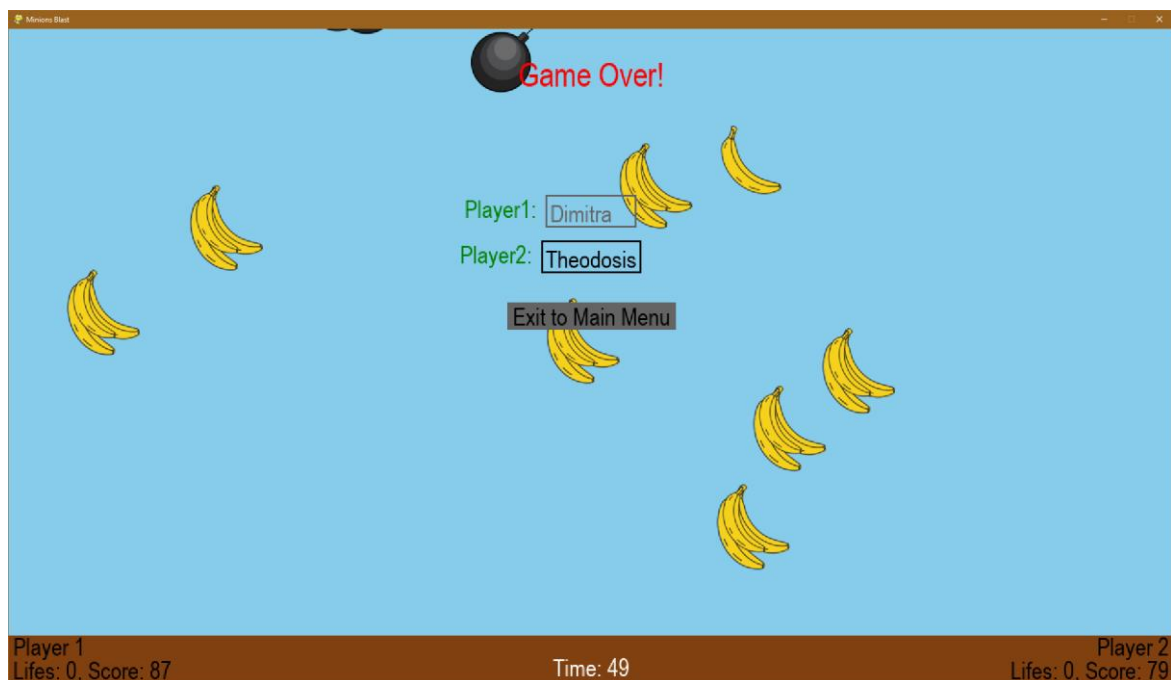 Minions Blast
Game Over!
Player1: Dimitra
Player2: Theodosis
Exit to Main Menu
Player 1
Lifes: 0, Score: 87
Time: 49
Player 2
Lifes: 0, Score: 79